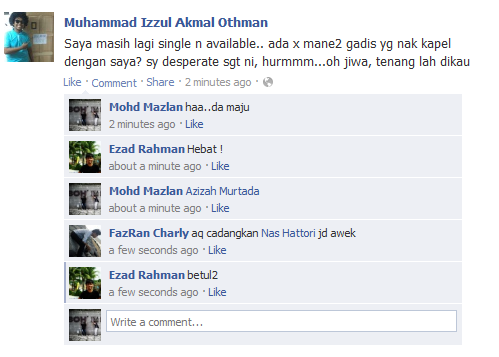 Muhammad Izzul Akmal Othman
Saya masih lagi single n available.. ada x mane2 gadis yg nak kapel
dengan saya? sy desperate sgt ni, hurmmm...oh jiwa, tenang lah dikau
Like · Comment · Share · 2 minutes ago ·
Mohd Mazlan haa..da maju
2 minutes ago · Like
Ezad Rahman Hebat !
about a minute ago · Like
Mohd Mazlan Azizah Murtada
about a minute ago · Like
FazRan Charly aq cadangkan Nas Hattori jd awek
a few seconds ago · Like
Ezad Rahman betul2
a few seconds ago · Like
Write a comment...